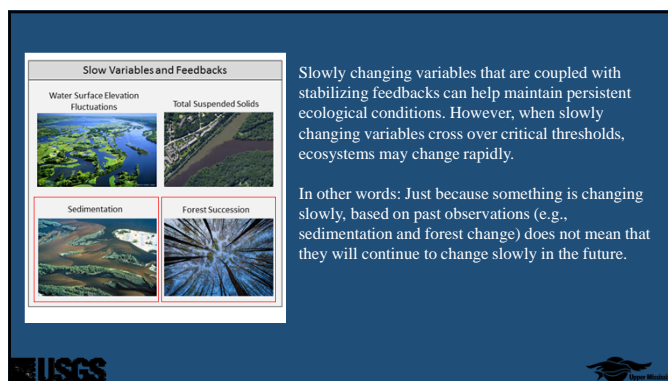 Slow Variables and Feedbacks
Water Surface Elevation
Fluctuations
Total Suspended Solids
Sedimentation
Forest Succession
Slowly changing variables that are coupled with
stabilizing feedbacks can help maintain persistent
ecological conditions. However, when slowly
changing variables cross over critical thresholds,
ecosystems may change rapidly.
In other words: Just because something is changing
slowly, based on past observations (e.g.,
sedimentation and forest change) does not mean that
they will continue to change slowly in the future.
USGS
Upper